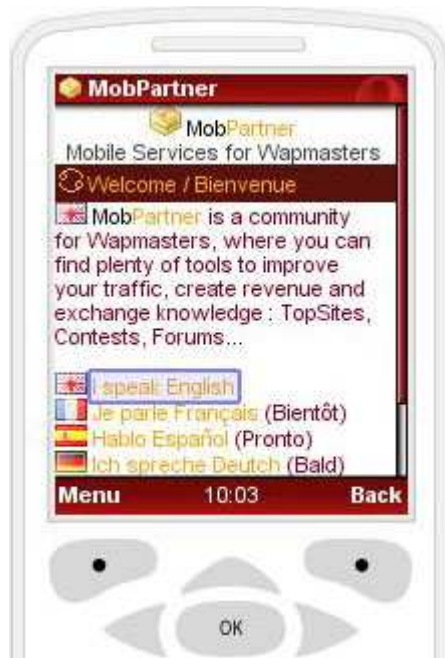 MobPartner
MobPartner
Mobile Services for Wapmasters
Welcome / Bienvenue
MobPartner is a community
for Wapmasters, where you can
find plenty of tools to improve
your traffic, create revenue and
exchange knowledge : TopSites,
Contests, Forums...
I speak English
Je parle Français (Bientôt)
Hablo Español (Pronto)
Ich spreche Deutch (Bald)
Menu 10:03 Back
OK